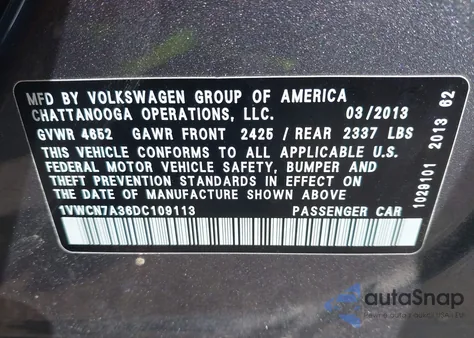 MFD BY VOLKSWAGEN GROUP OF AMERICA
CHATTANOOGA OPERATIONS, LLC. 03/2013
GVWR 4652 GAWR FRONT 2425 / REAR 2337 LBS
THIS VEHICLE CONFORMS TO ALL APPLICABLE U.S.
FEDERAL MOTOR VEHICLE SAFETY, BUMPER AND
THEFT PREVENTION STANDARDS IN EFFECT ON
THE DATE OF MANUFACTURE SHOWN ABOVE
1VWCN7A36DC109113 PASSENGER CAR
1029101 2013 62
autoSnap